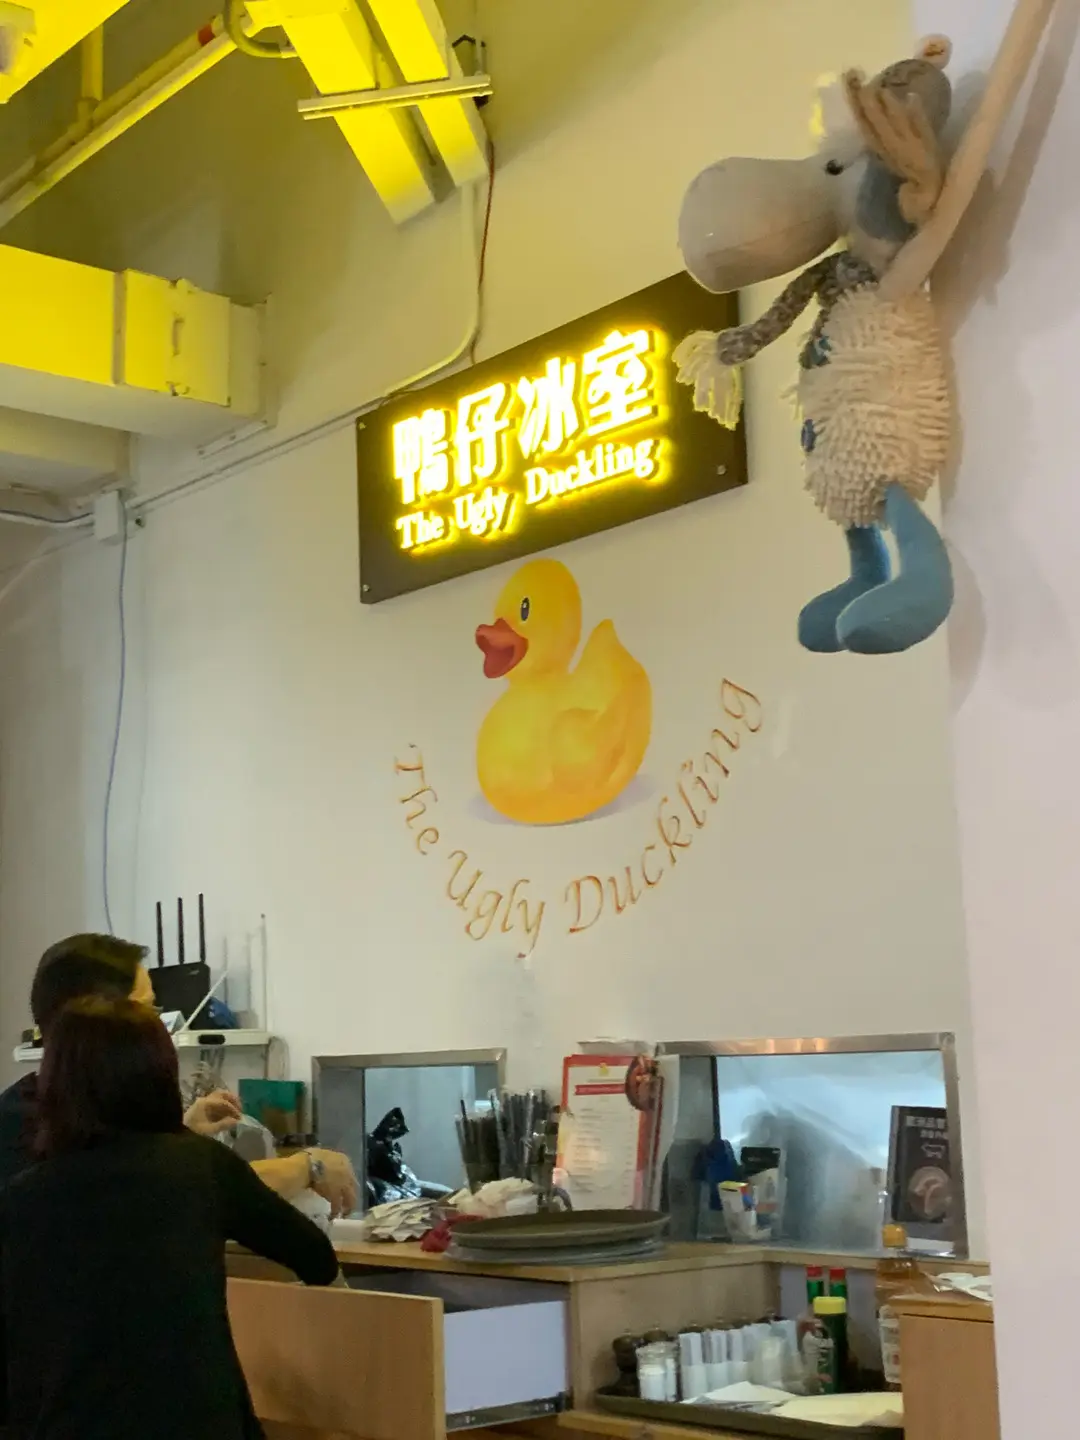 鴨仔冰室
The Ugly Duckling
The Ugly Duckling